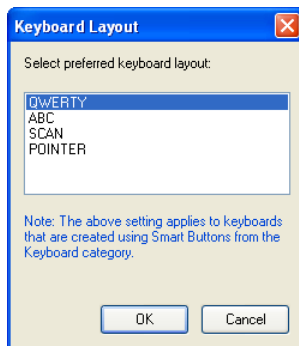 Keyboard Layout
Select preferred keyboard layout:
QWERTY
ABC
SCAN
POINTER
Note: The above setting applies to keyboards
that are created using Smart Buttons from the
Keyboard category.
OK
Cancel